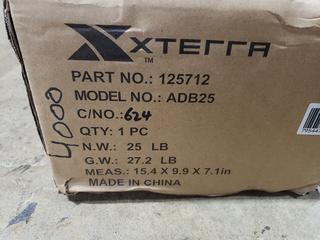 XTERRA
TM
PART NO.: 125712
MODEL NO.: ADB25
C/NO.: 624
QTY: 1 PC
N.W.: 25 LB
G.W.: 27.2 LB
MEAS.: 15.4 X 9.9 X 7.1in
MADE IN CHINA
4000